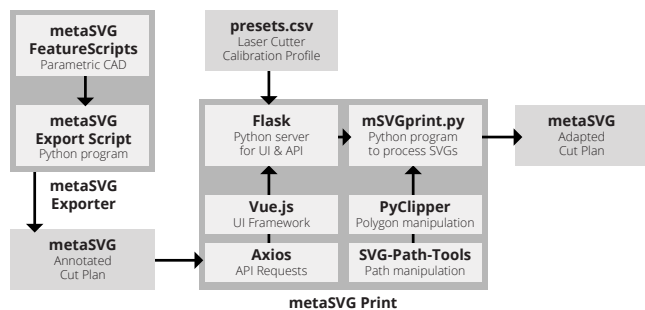 metaSVG
FeatureScripts
Parametric CAD
metaSVG
Export Script
Python program
metaSVG
Exporter
metaSVG
Annotated
Cut Plan
presets.csv
Laser Cutter
Calibration Profile
Flask
Python server
for UI & API
mSVGprint.py
Python program
to process SVGs
Vue.js
UI Framework
PyClipper
Polygon manipulation
Axios
API Requests
SVG-Path-Tools
Path manipulation
metaSVG Print
metaSVG
Adapted
Cut Plan